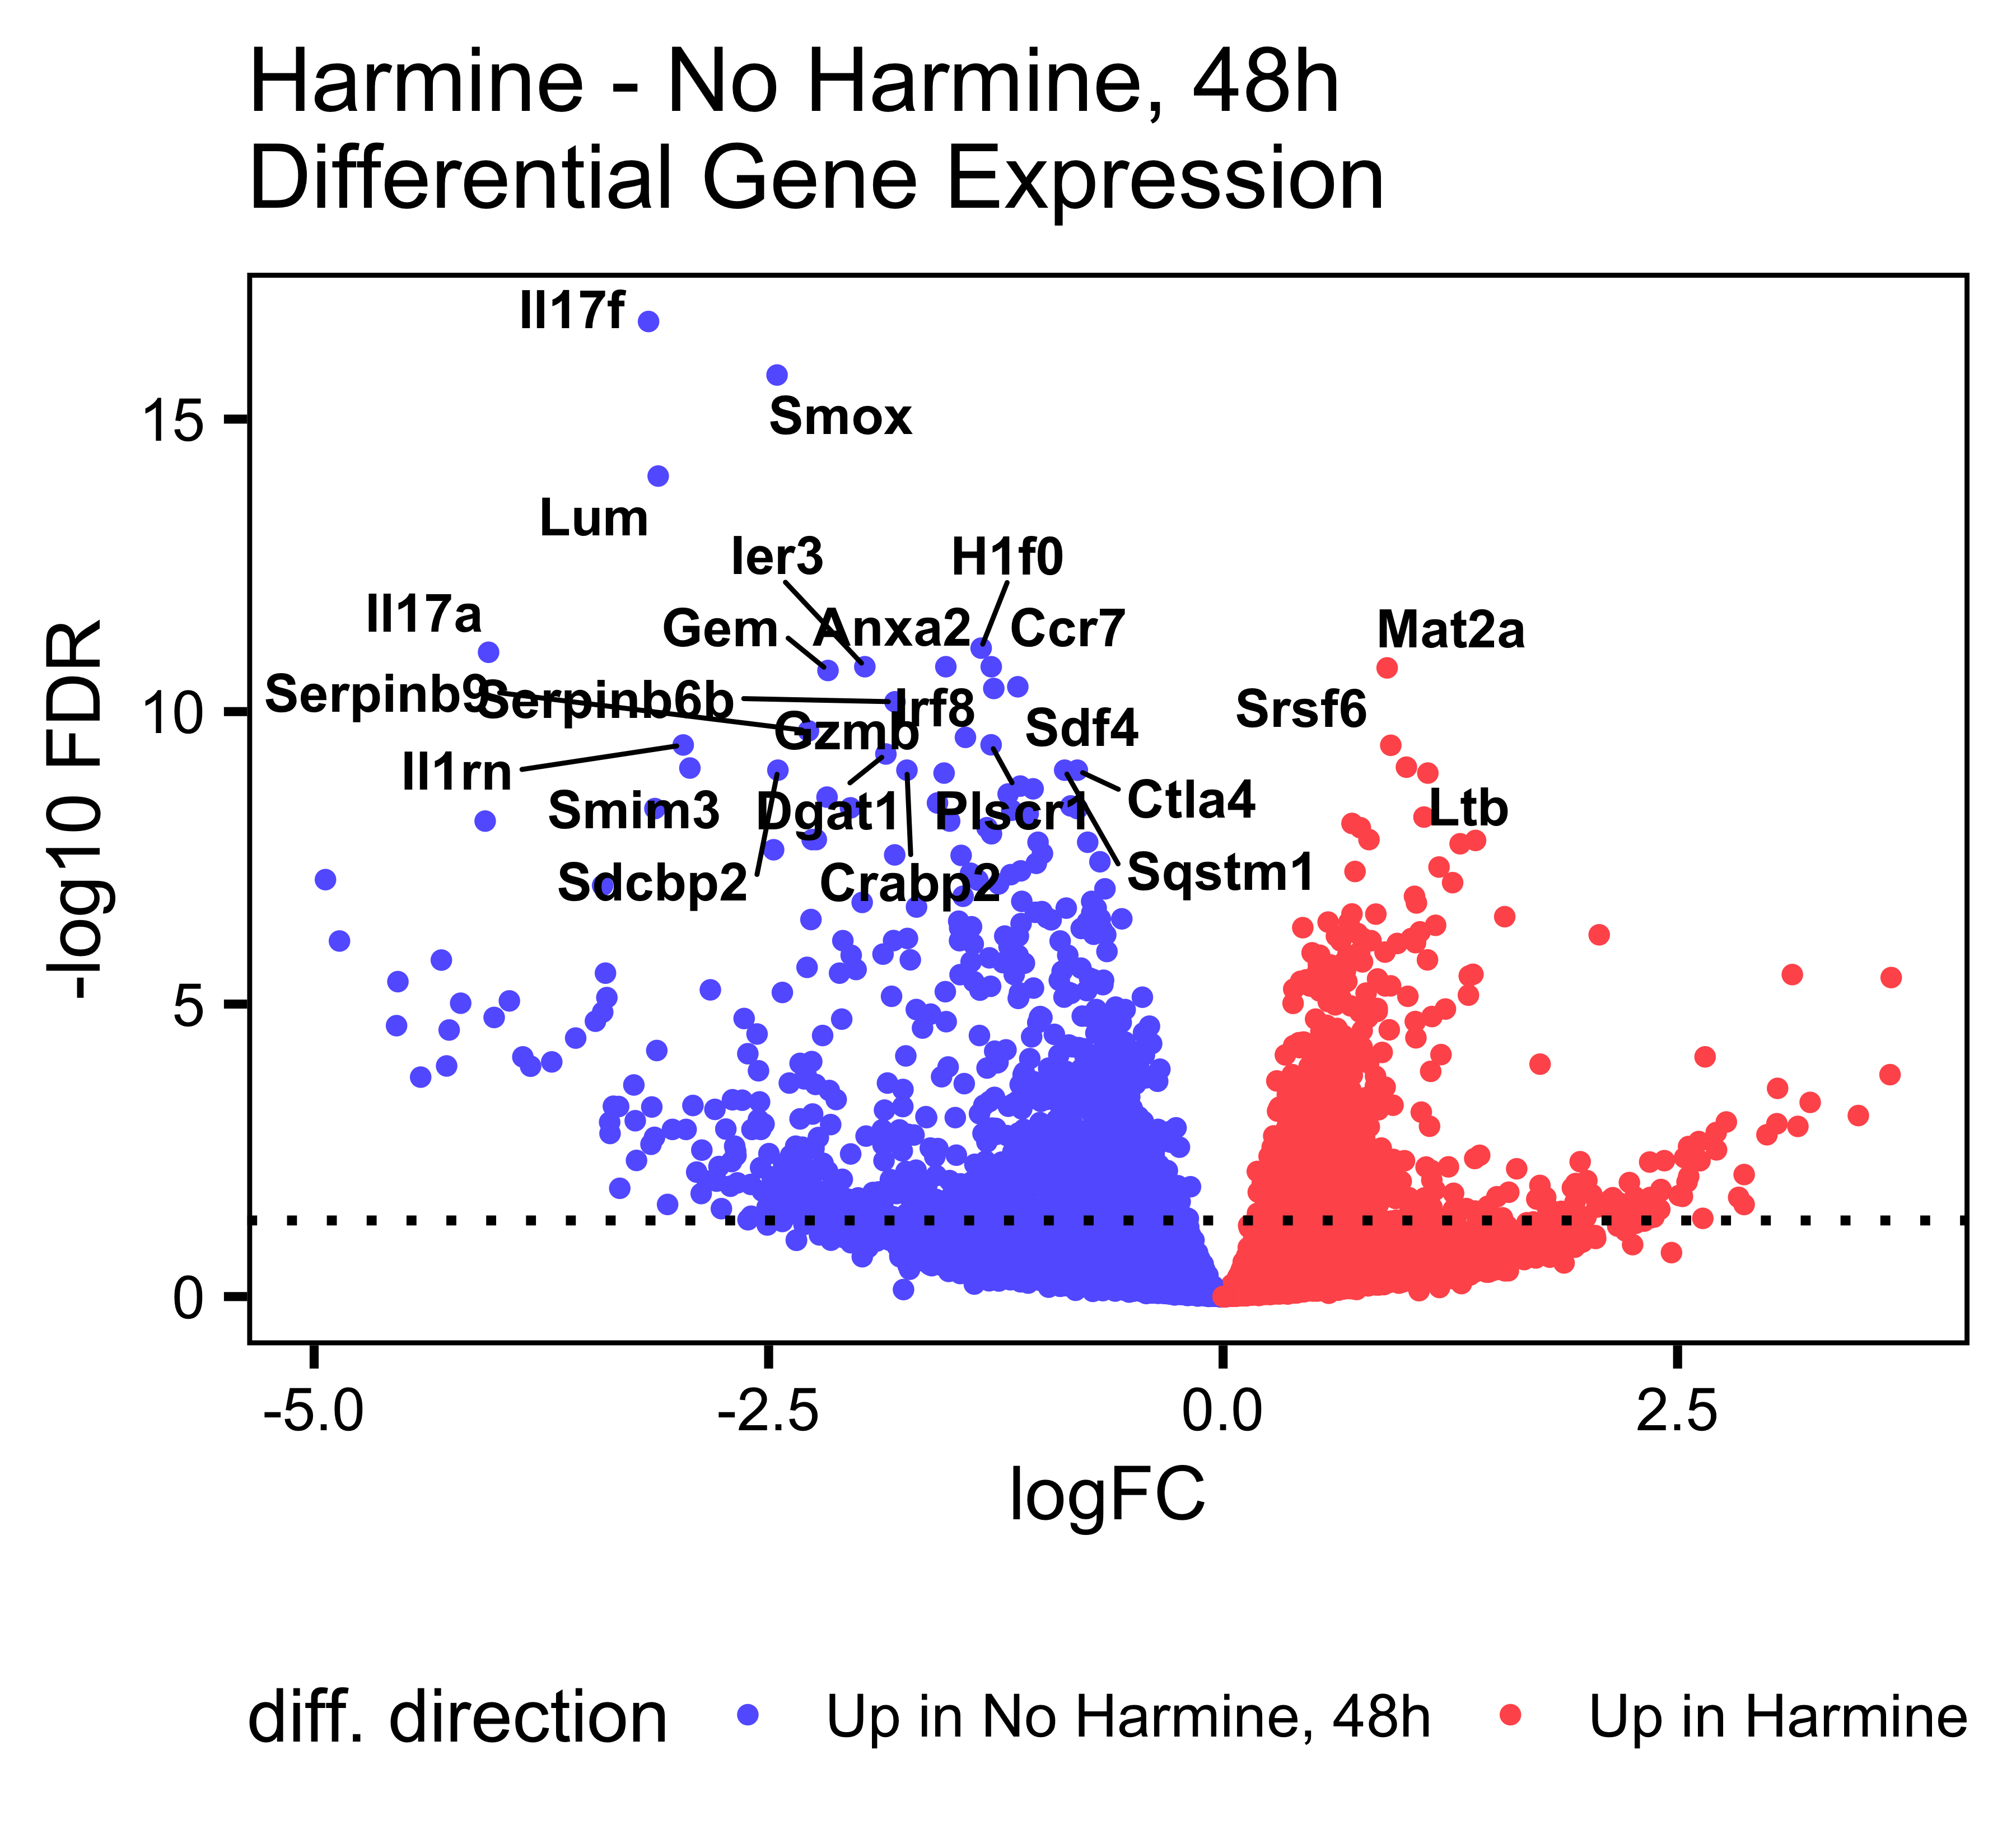 Harmine - No Harmine, 48h
Differential Gene Expression
Il17f
Smox
15
Lum
Ier3
H1f0
Il17a
Gem
Anxa2
Ccr7
Mat2a
Serpinb9
Serpinb6b
Irf8
Srsf6
10
Gzmb
Sdf4
Il1rn
Smim3
Dgat1
Plscr1
Ctla4
Ltb
Sdcbp2
Crabp2
Sqstm1
-log10 FDR
5
0
-5.0
-2.5
0.0
2.5
logFC
diff. direction
Up in No Harmine, 48h
Up in Harmine